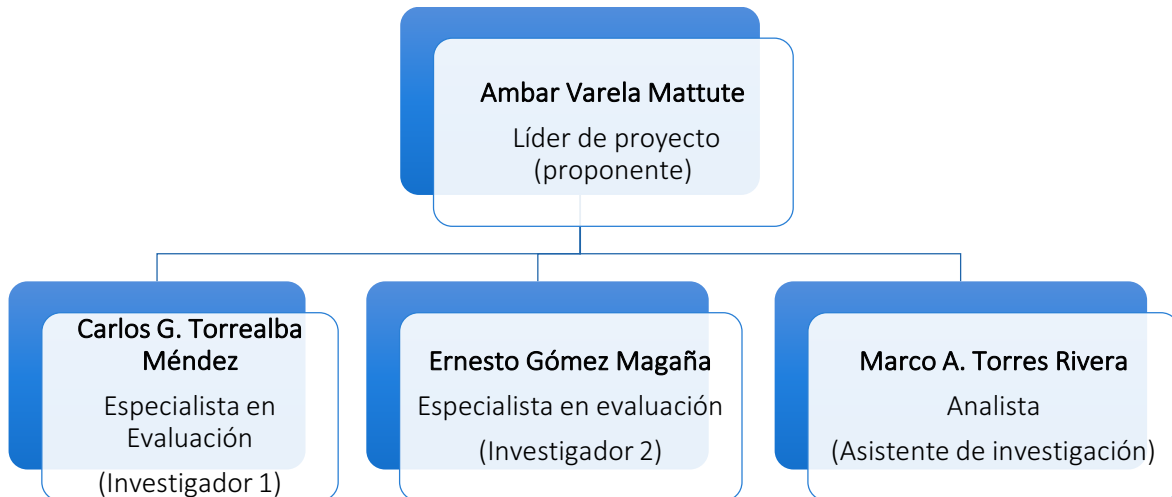 Ambar Varela Mattute
Líder de proyecto
(proponente)
Carlos G. Torrealba
Méndez
Especialista en
Evaluación
(Investigador 1)
Ernesto Gómez Magaña
Especialista en evaluación
(Investigador 2)
Marco A. Torres Rivera
Analista
(Asistente de investigación)